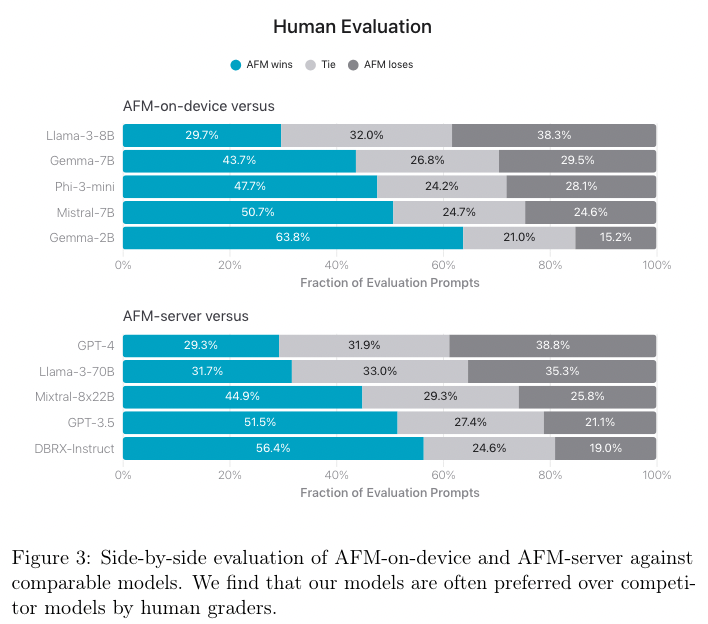 Human Evaluation
AFM wins Tie AFM loses
AFM-on-device versus
Llama-3-8B 29.7% 32.0% 38.3%
Gemma-7B 43.7% 26.8% 29.5%
Phi-3-mini 47.7% 24.2% 28.1%
Mistral-7B 50.7% 24.7% 24.6%
Gemma-2B 63.8% 21.0% 15.2%
0% 20% 40% 60% 80% 100%
Fraction of Evaluation Prompts
AFM-server versus
GPT-4 29.3% 31.9% 38.8%
Llama-3-70B 31.7% 33.0% 35.3%
Mixtral-8x22B 44.9% 29.3% 25.8%
GPT-3.5 51.5% 27.4% 21.1%
DBRX-Instruct 56.4% 24.6% 19.0%
0% 20% 40% 60% 80% 100%
Fraction of Evaluation Prompts
Figure 3: Side-by-side evaluation of AFM-on-device and AFM-server against
comparable models. We find that our models are often preferred over competi-
tor models by human graders.